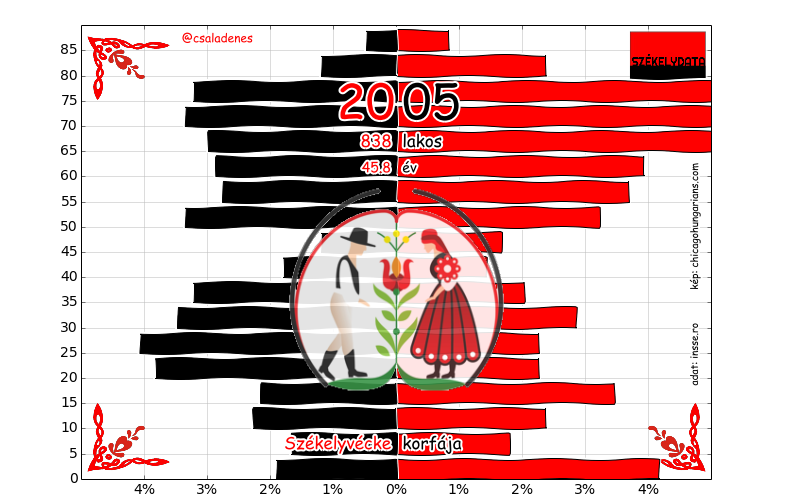 @csaladenes
SZÉKELYDATA
2005
838 lakos
45.8 év
kép: chicagohungarians.com
adat: insse.ro
Székelyvécke korfája
85
80
75
70
65
60
55
50
45
40
35
30
25
20
15
10
5
0
4% 3% 2% 1% 0% 1% 2% 3% 4%